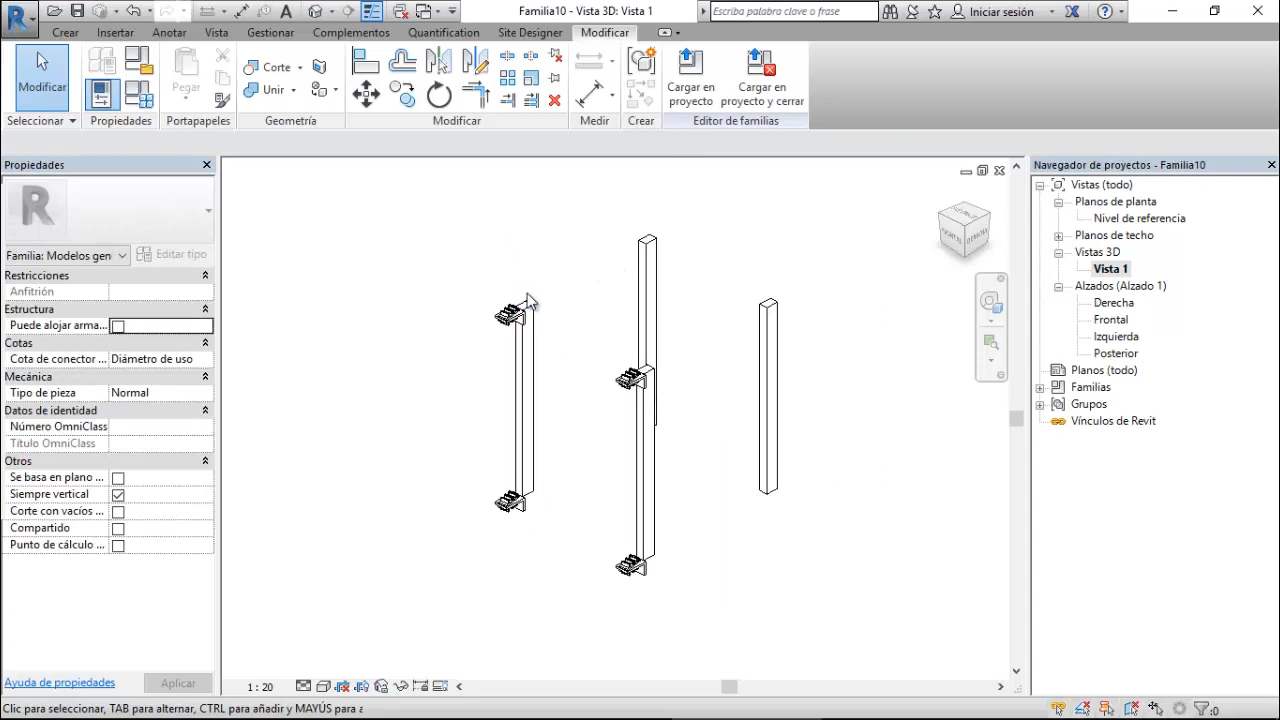 Familia10 - Vista 3D: Vista 1
Escriba palabra clave o frase
Iniciar sesión
Crear
Insertar
Anotar
Vista
Gestionar
Complementos
Quantification
Site Designer
Modificar
Modificar
Pegar
Corte
Unir
Cargar en
proyecto
Cargar en
proyecto y cerrar
Seleccionar
Propiedades
Portapapeles
Geometría
Modificar
Medir
Crear
Editor de familias
Propiedades
Familia: Modelos gen
Editar tipo
Restricciones
Anfitrión
Estructura
Puede alojar arma...
Cotas
Cota de conector ... Diámetro de uso
Mecánica
Tipo de pieza Normal
Datos de identidad
Número OmniClass
Título OmniClass
Otros
Se basa en plano ...
Siempre vertical
Corte con vacíos ...
Compartido
Punto de cálculo ...
Ayuda de propiedades
Aplicar
FRONTAL
DERECHA
Navegador de proyectos - Familia10
Vistas (todo)
Planos de planta
Nivel de referencia
Planos de techo
Vistas 3D
Vista 1
Alzados (Alzado 1)
Derecha
Frontal
Izquierda
Posterior
Planos (todo)
Familias
Grupos
Vínculos de Revit
1 : 20
Clic para seleccionar, TAB para alternar, CTRL para añadir y MAYÚS para a
:0